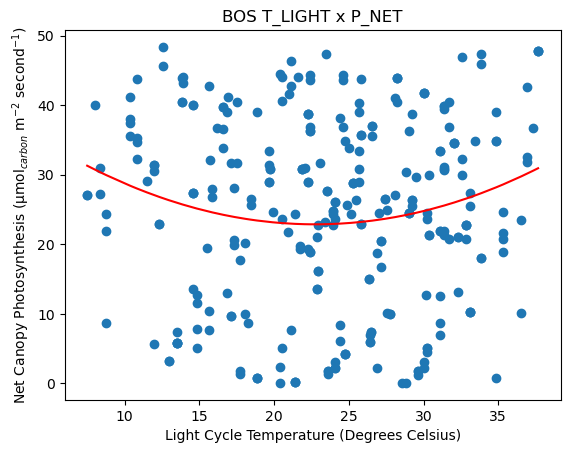 BOS T_LIGHT x P_NET
Net Canopy Photosynthesis (μmol_carbon m⁻² second⁻¹)
50
40
30
20
10
0
10 15 20 25 30 35
Light Cycle Temperature (Degrees Celsius)